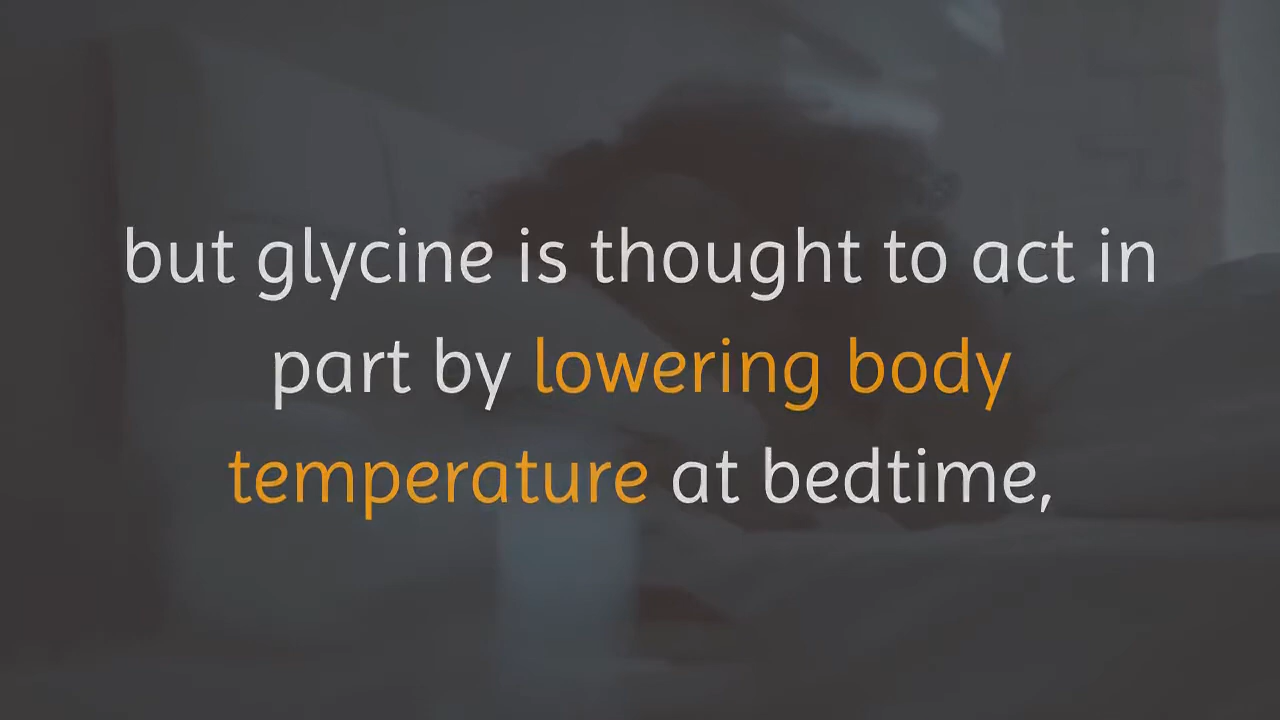 but glycine is thought to act in
part by lowering body
temperature at bedtime,